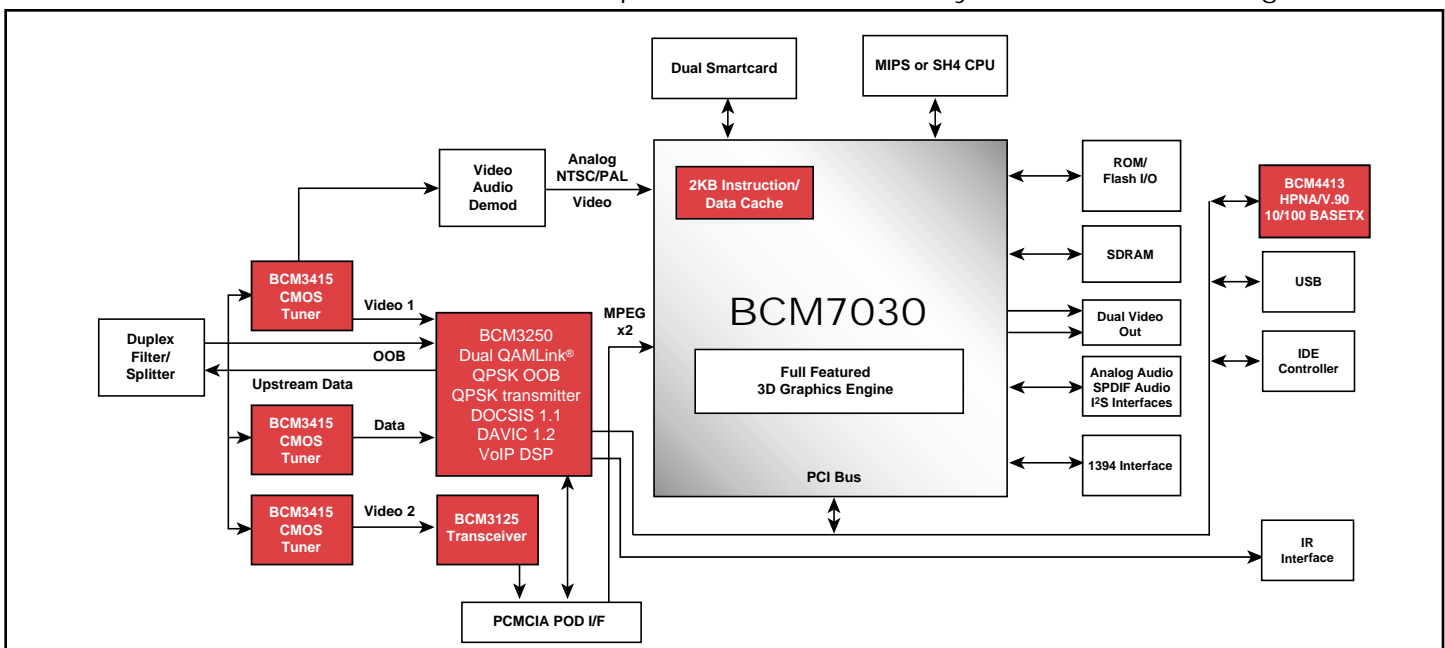 Dual Smartcard
MIPS or SH4 CPU
Video
Audio
Demod
Analog
NTSC/PAL
Video
2KB Instruction/
Data Cache
ROM/
Flash I/O
BCM4413
HPNA/V.90
10/100 BASETX
SDRAM
USB
BCM3415
CMOS
Tuner
Video 1
Duplex
Filter/
Splitter
OOB
Upstream Data
BCM3250
Dual QAMLink®
QPSK OOB
QPSK transmitter
DOCSIS 1.1
DAVIC 1.2
VoIP DSP
MPEG
x2
BCM7030
Full Featured
3D Graphics Engine
Dual Video
Out
IDE
Controller
Analog Audio
SPDIF Audio
I²S Interfaces
BCM3415
CMOS
Tuner
Data
1394 Interface
PCI Bus
BCM3415
CMOS
Tuner
Video 2
BCM3125
Transceiver
IR
Interface
PCMCIA POD I/F